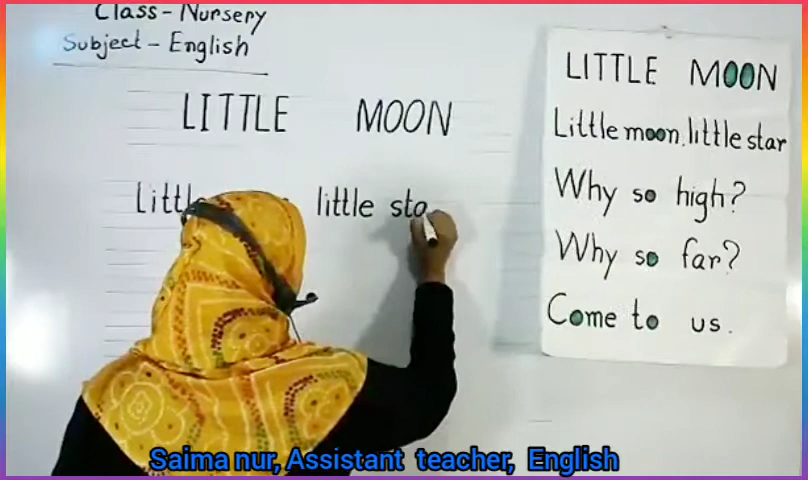 Class - Nursery
Subject - English
LITTLE MOON
little sta
LITTLE MOON
Little moon, little star
Why so high?
Why so far?
Come to us.
Saima nur, Assistant teacher, English